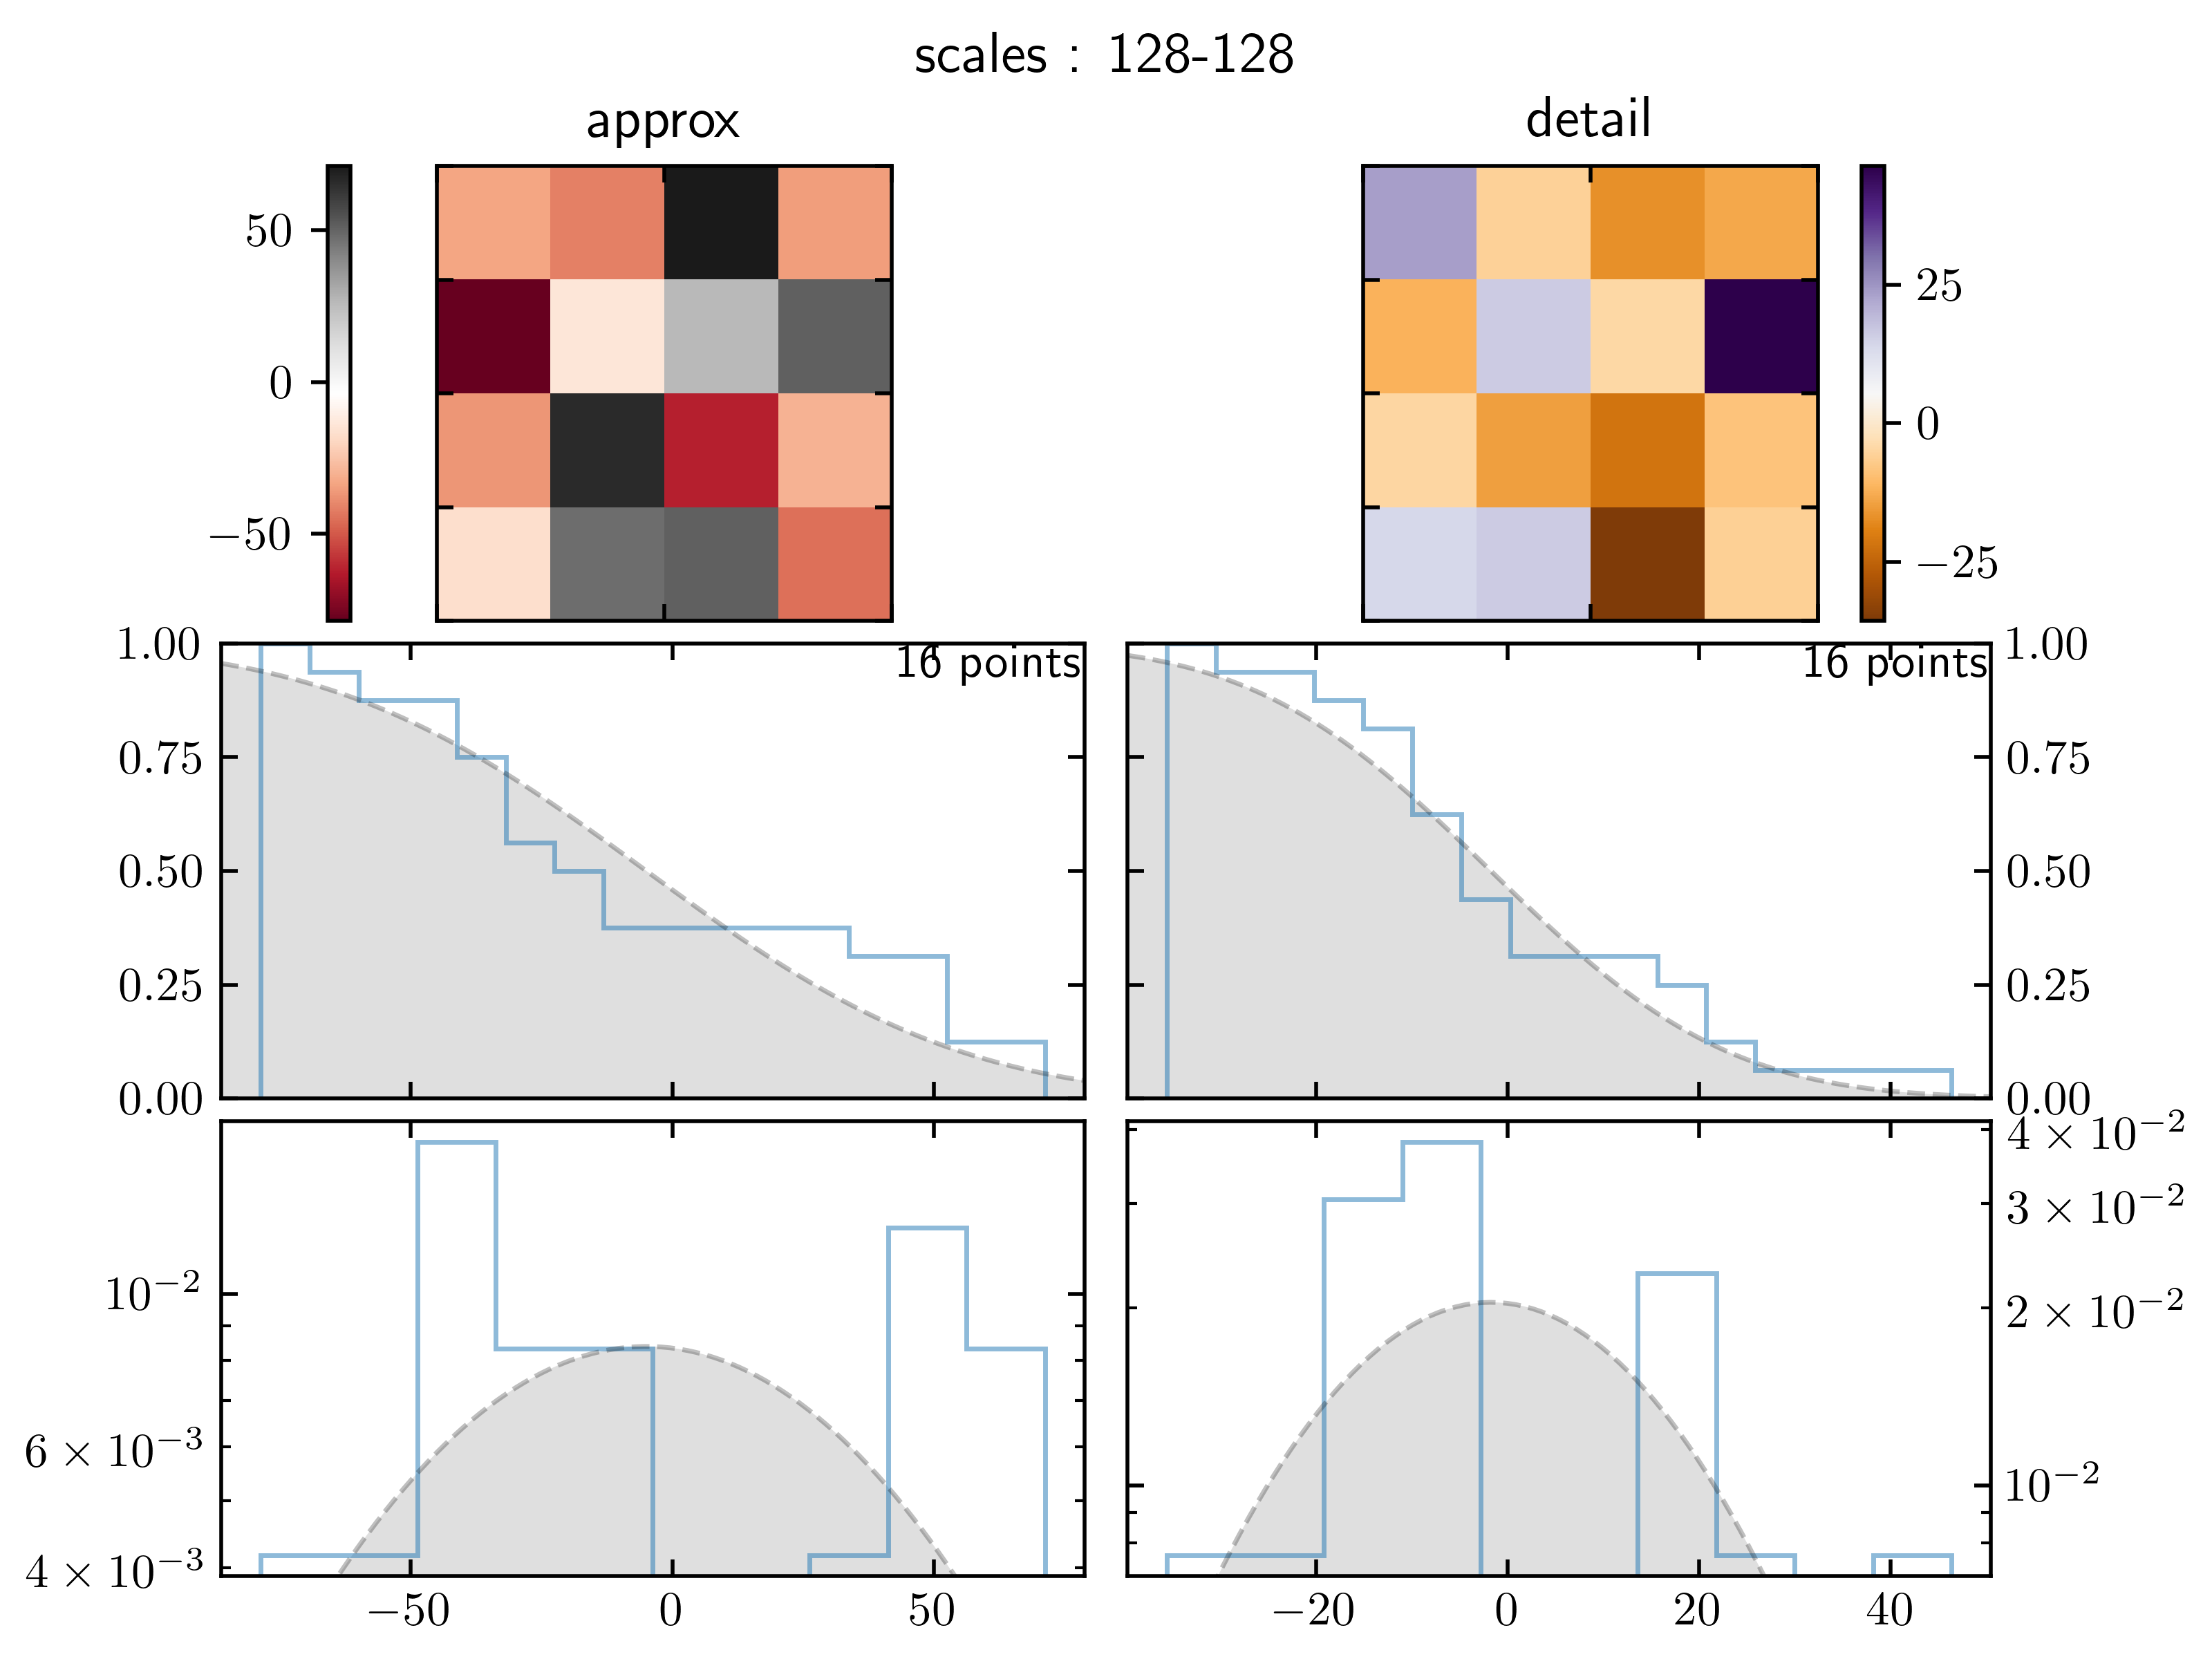 scales : 128-128
approx
detail
50
0
−50
25
0
−25
1.00
0.75
0.50
0.25
0.00
16 points
16 points
1.00
0.75
0.50
0.25
0.00
10⁻²
6 × 10⁻³
4 × 10⁻³
4 × 10⁻²
3 × 10⁻²
2 × 10⁻²
10⁻²
−50 0 50
−20 0 20 40